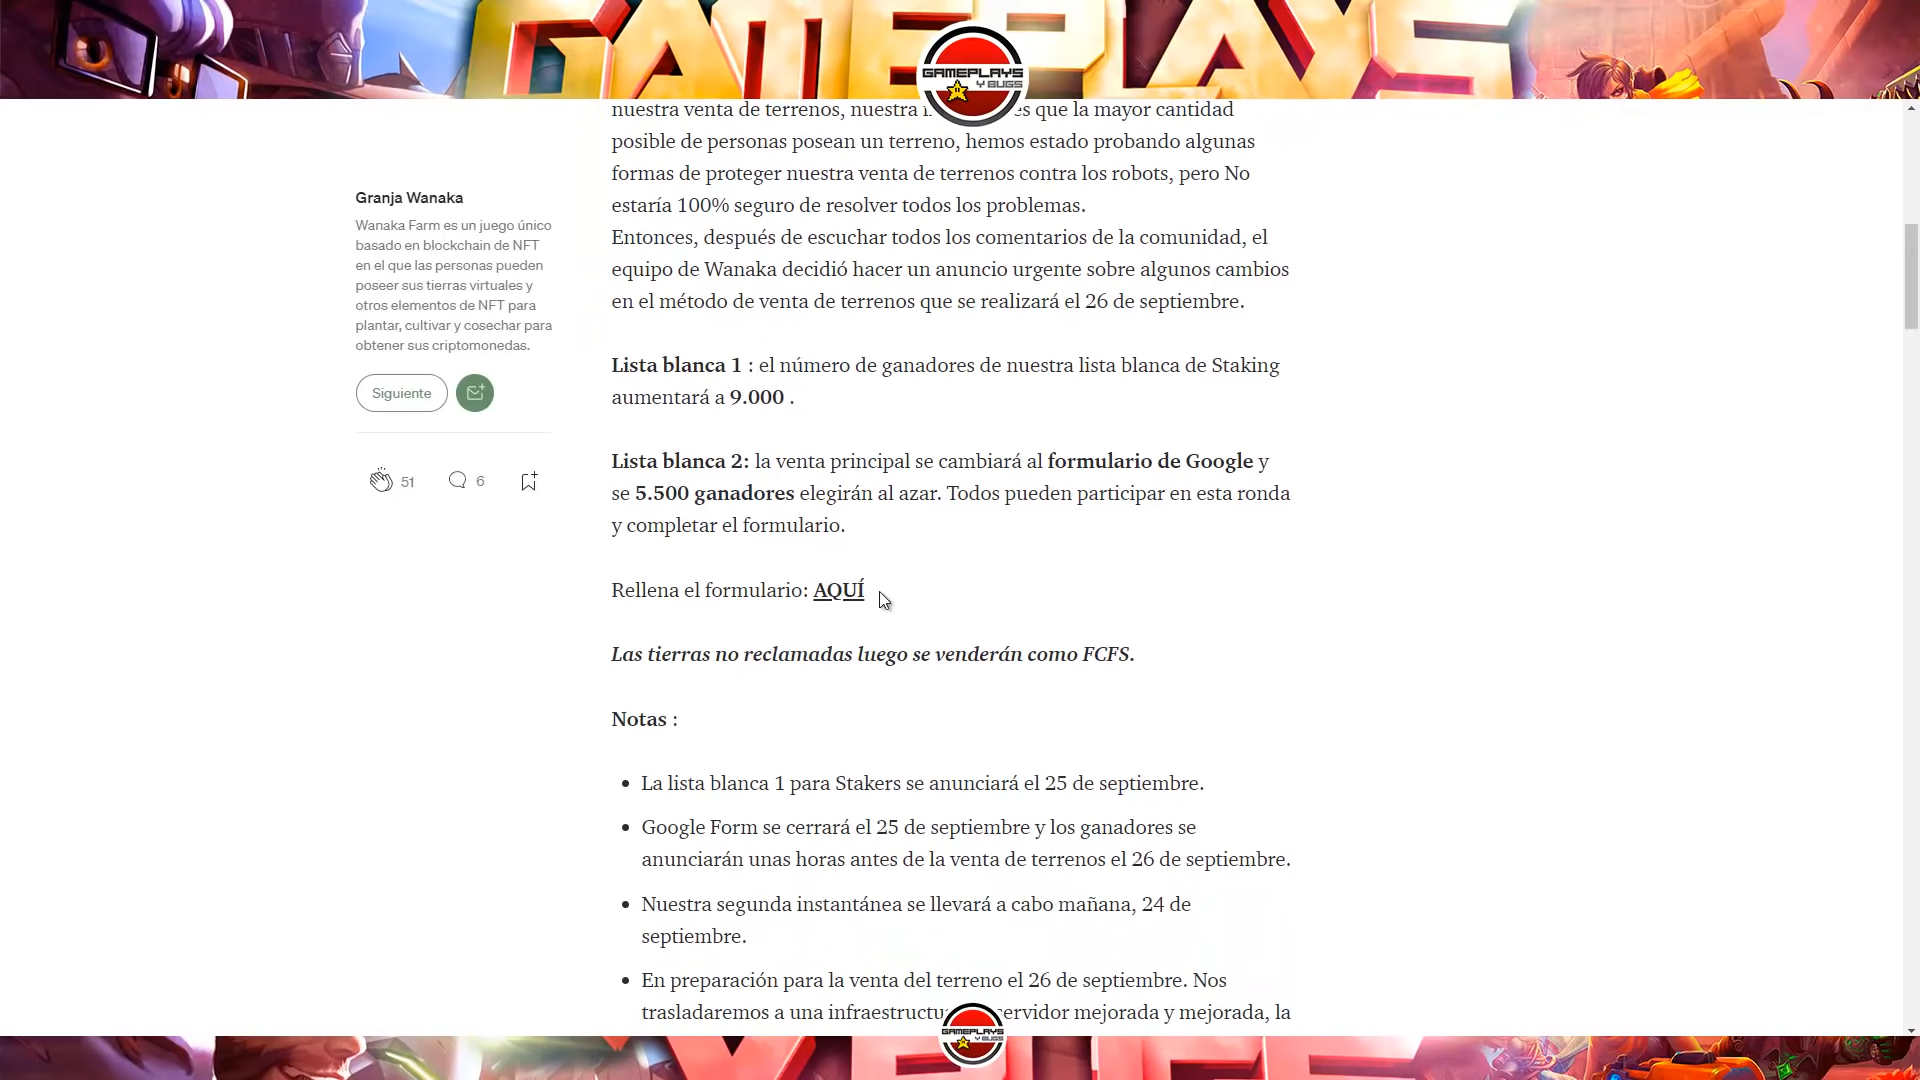 GAMEPLAYS
GAMEPLAYS
Y BUGS
nuestra venta de terrenos, nuestra es que la mayor cantidad
posible de personas posean un terreno, hemos estado probando algunas
formas de proteger nuestra venta de terrenos contra los robots, pero No
estaría 100% seguro de resolver todos los problemas.
Entonces, después de escuchar todos los comentarios de la comunidad, el
equipo de Wanaka decidió hacer un anuncio urgente sobre algunos cambios
en el método de venta de terrenos que se realizará el 26 de septiembre.
Granja Wanaka
Wanaka Farm es un juego único
basado en blockchain de NFT
en el que las personas pueden
poseer sus tierras virtuales y
otros elementos de NFT para
plantar, cultivar y cosechar para
obtener sus criptomonedas.
Siguiente
51
6
Lista blanca 1 : el número de ganadores de nuestra lista blanca de Staking
aumentará a 9.000 .
Lista blanca 2: la venta principal se cambiará al formulario de Google y
se 5.500 ganadores elegirán al azar. Todos pueden participar en esta ronda
y completar el formulario.
Rellena el formulario: AQUÍ
Las tierras no reclamadas luego se venderán como FCFS.
Notas :
• La lista blanca 1 para Stakers se anunciará el 25 de septiembre.
• Google Form se cerrará el 25 de septiembre y los ganadores se
anunciarán unas horas antes de la venta de terrenos el 26 de septiembre.
• Nuestra segunda instantánea se llevará a cabo mañana, 24 de
septiembre.
• En preparación para la venta del terreno el 26 de septiembre. Nos
trasladaremos a una servidor mejorada y mejorada, la
GAMEPLAYS
Y BUGS